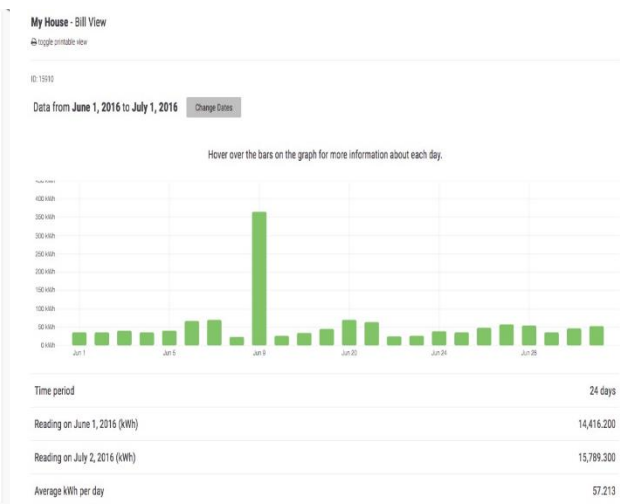 My House - Bill View
toggle printable view
ID: 15910
Data from June 1, 2016 to July 1, 2016 Change Dates
Hover over the bars on the graph for more information about each day.
400 kWh
350 kWh
300 kWh
250 kWh
200 kWh
150 kWh
100 kWh
50 kWh
0 kWh
Jun 1 Jun 5 Jun 9 Jun 20 Jun 24 Jun 28
Time period 24 days
Reading on June 1, 2016 (kWh) 14,416.200
Reading on July 2, 2016 (kWh) 15,789.300
Average kWh per day 57.213